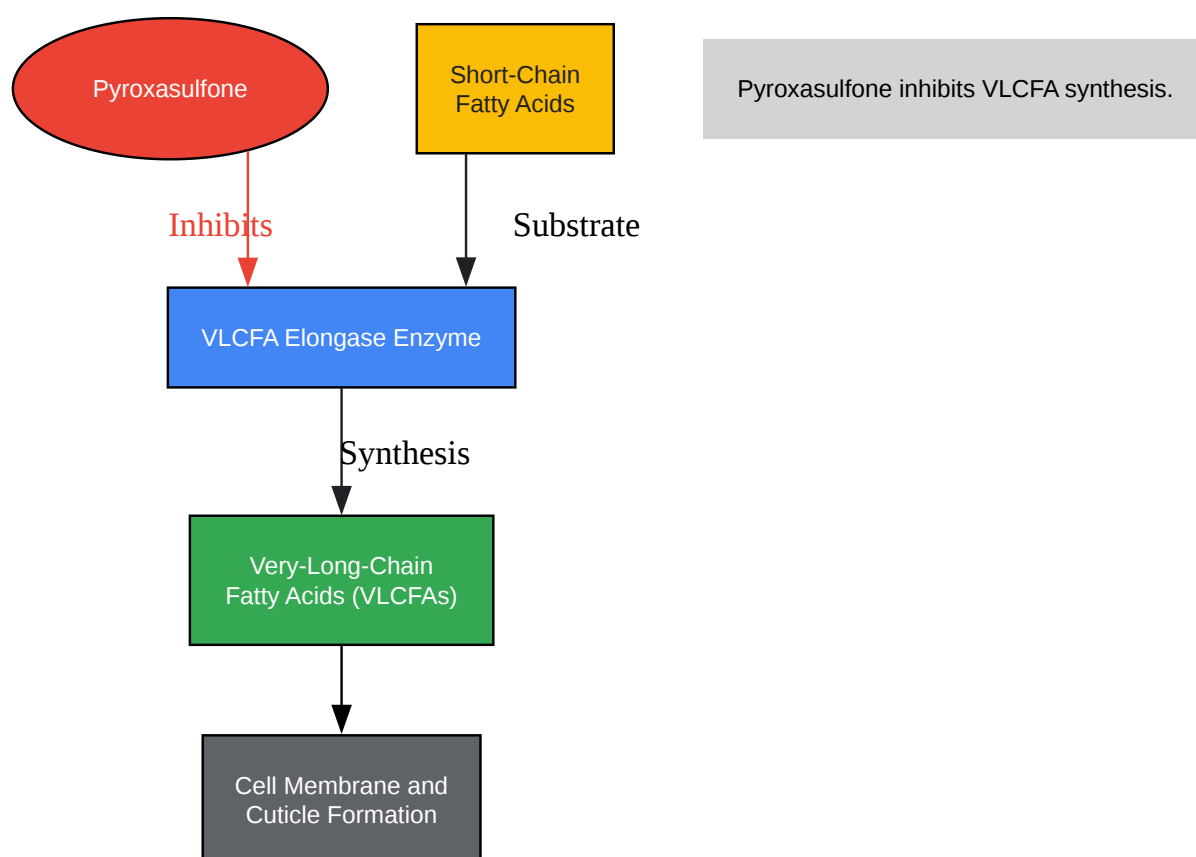 Pyroxasulfone
Short-Chain
Fatty Acids
Pyroxasulfone inhibits VLCFA synthesis.
Inhibits
Substrate
VLCFA Elongase Enzyme
Synthesis
Very-Long-Chain
Fatty Acids (VLCFAs)
Cell Membrane and
Cuticle Formation